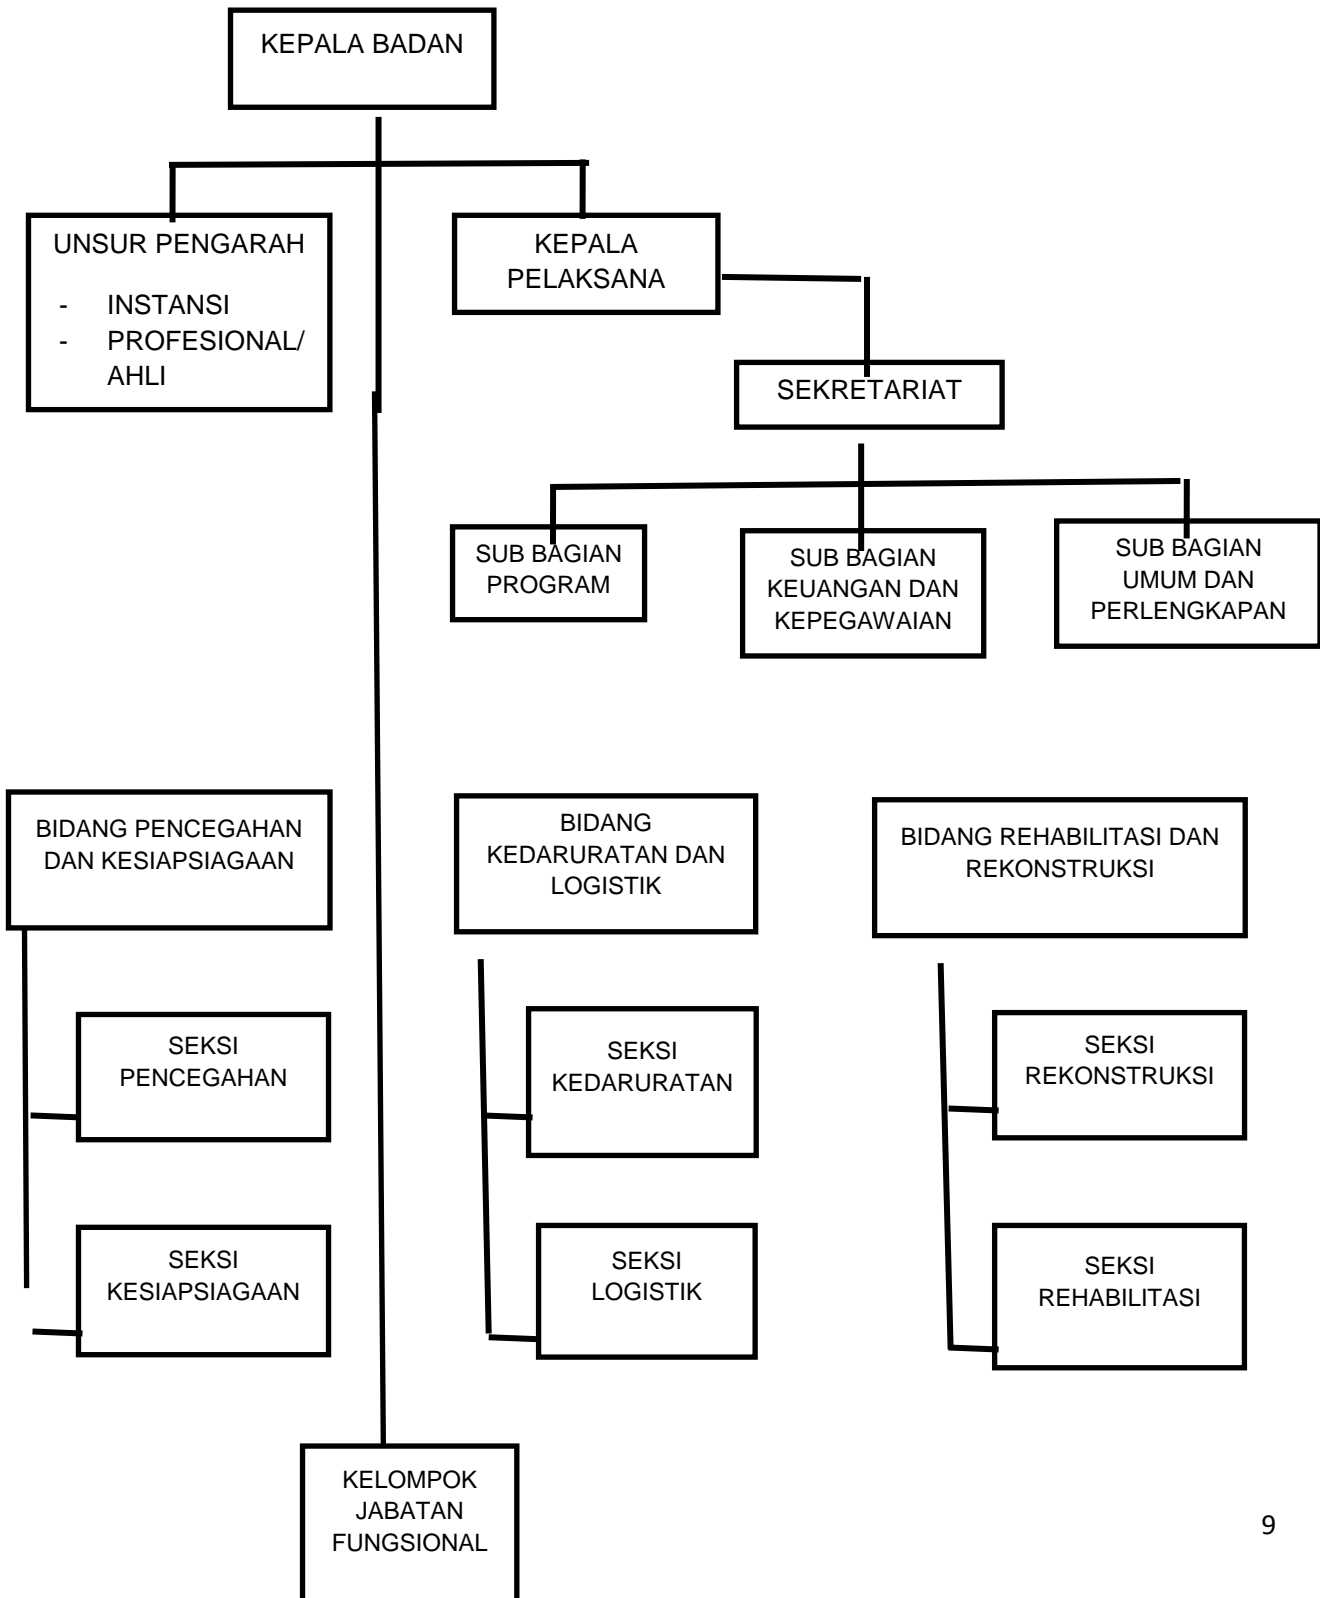 KEPALA BADAN
UNSUR PENGARAH
- INSTANSI
- PROFESIONAL/
AHLI
KEPALA
PELAKSANA
SEKRETARIAT
SUB BAGIAN
PROGRAM
SUB BAGIAN
KEUANGAN DAN
KEPEGAWAIAN
SUB BAGIAN
UMUM DAN
PERLENGKAPAN
BIDANG PENCEGAHAN
DAN KESIAPSIAGAAN
BIDANG
KEDARURATAN DAN
LOGISTIK
BIDANG REHABILITASI DAN
REKONSTRUKSI
SEKSI
PENCEGAHAN
SEKSI
KEDARURATAN
SEKSI
REKONSTRUKSI
SEKSI
KESIAPSIAGAAN
SEKSI
LOGISTIK
SEKSI
REHABILITASI
KELOMPOK
JABATAN
FUNGSIONAL
9